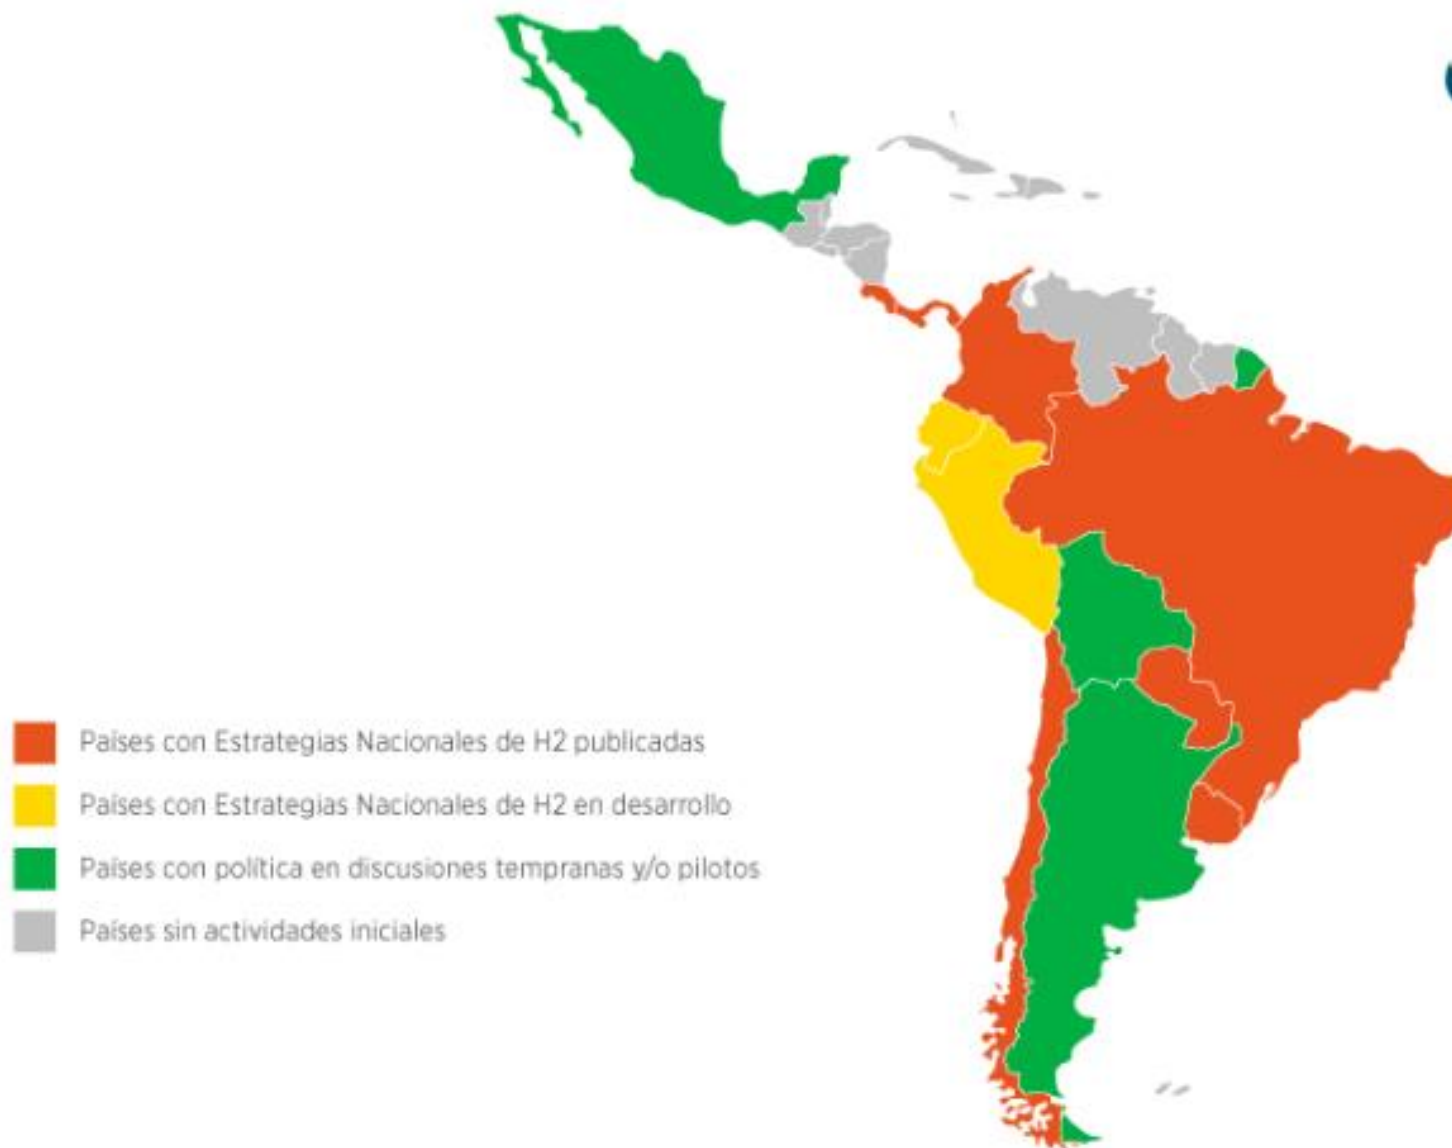 Países con Estrategias Nacionales de H2 publicadas
Países con Estrategias Nacionales de H2 en desarrollo
Países con política en discusiones tempranas y/o pilotos
Países sin actividades iniciales